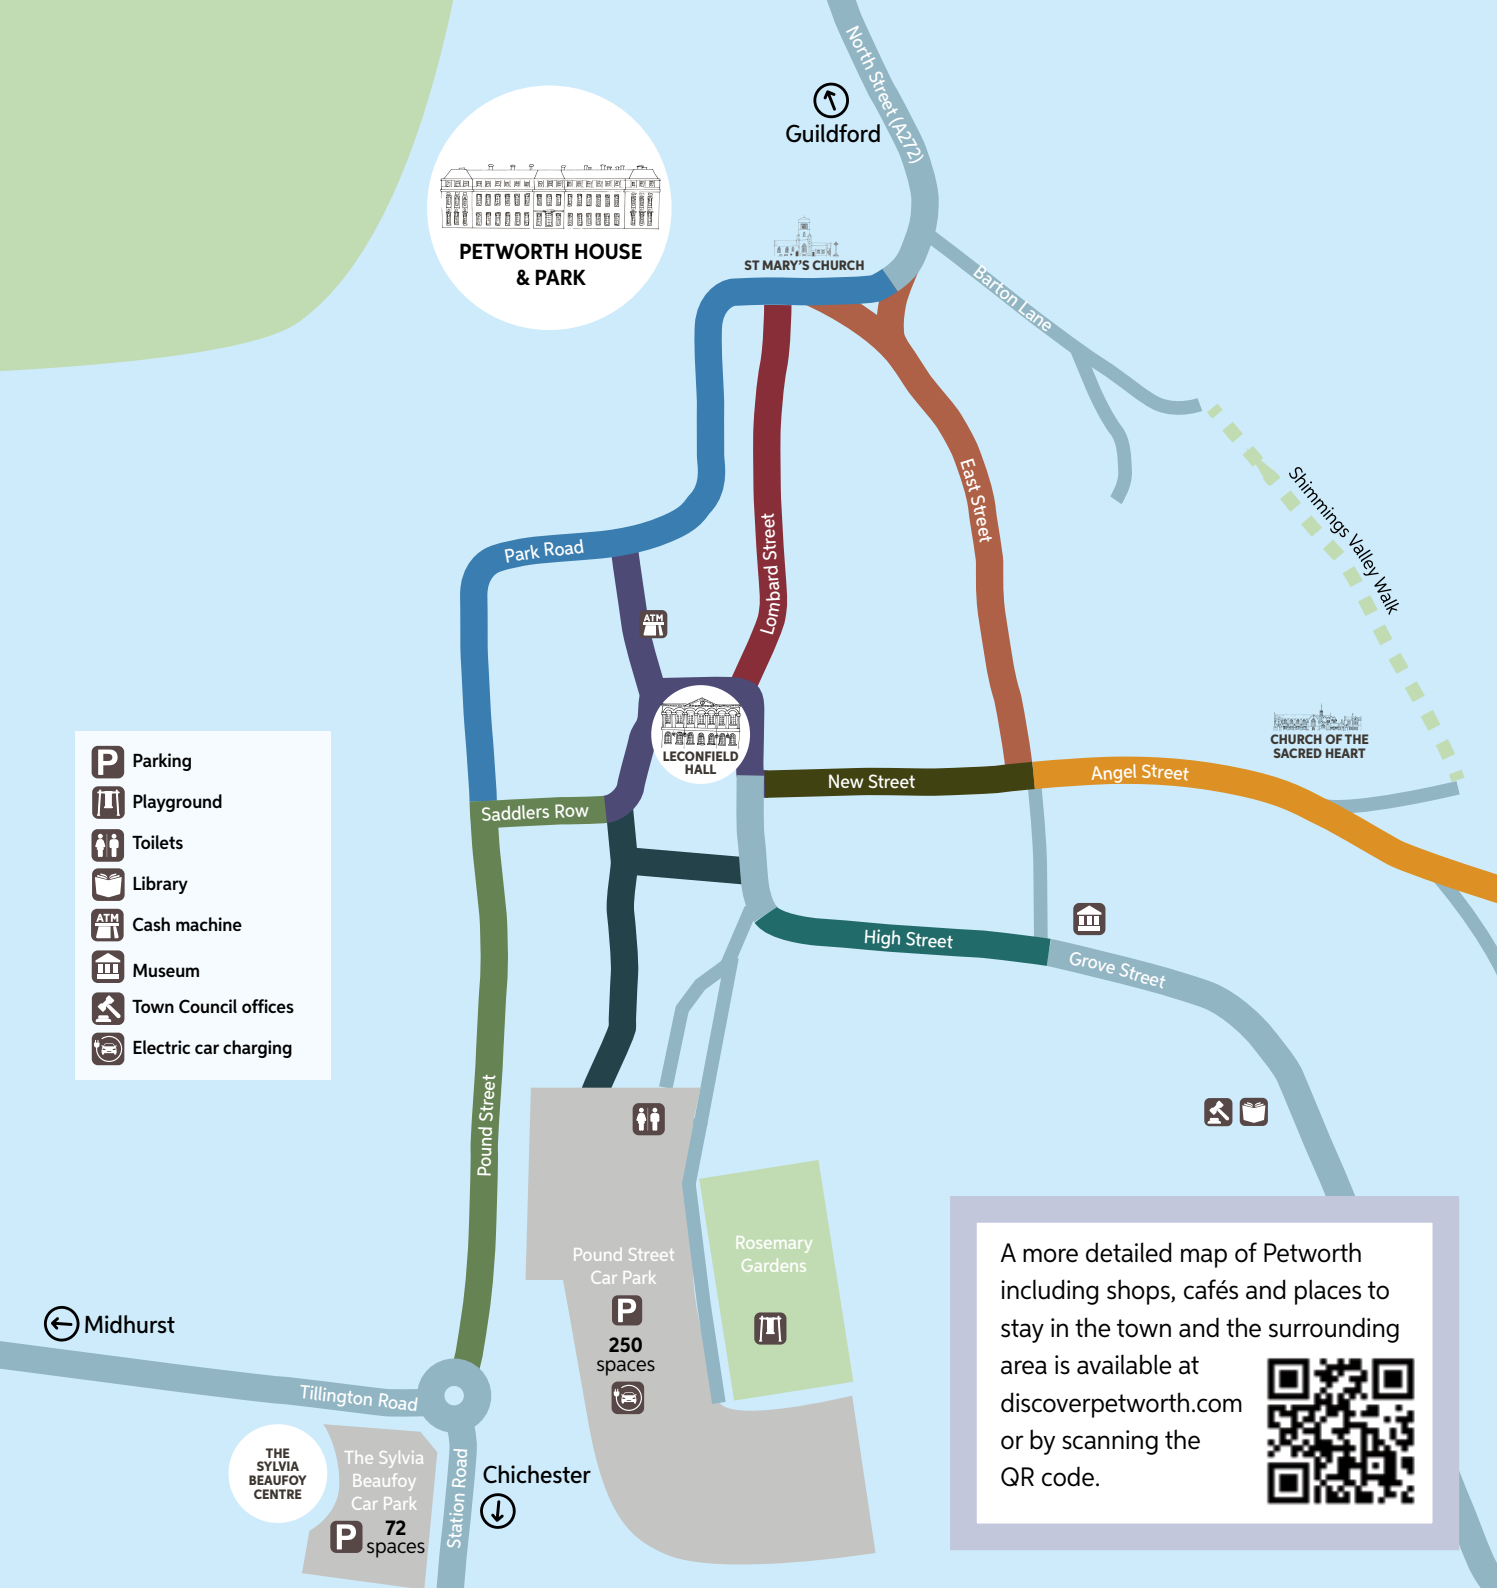 North Street (A272)
Guildford
PETWORTH HOUSE
& PARK
ST MARY'S CHURCH
Barton Lane
Shimmings Valley Walk
East Street
Lombard Street
Park Road
ATM
LECONFIELD
HALL
CHURCH OF THE
SACRED HEART
New Street
Angel Street
Saddlers Row
P Parking
Playground
Toilets
Library
ATM Cash machine
Museum
Town Council offices
Electric car charging
High Street
Grove Street
Pound Street
Pound Street
Car Park
P
250
spaces
Rosemary
Gardens
Midhurst
Tillington Road
THE
SYLVIA
BEAUFOY
CENTRE
The Sylvia
Beaufoy
Car Park
P 72
spaces
Station Road
Chichester
A more detailed map of Petworth
including shops, cafés and places to
stay in the town and the surrounding
area is available at
discoverpetworth.com
or by scanning the
QR code.